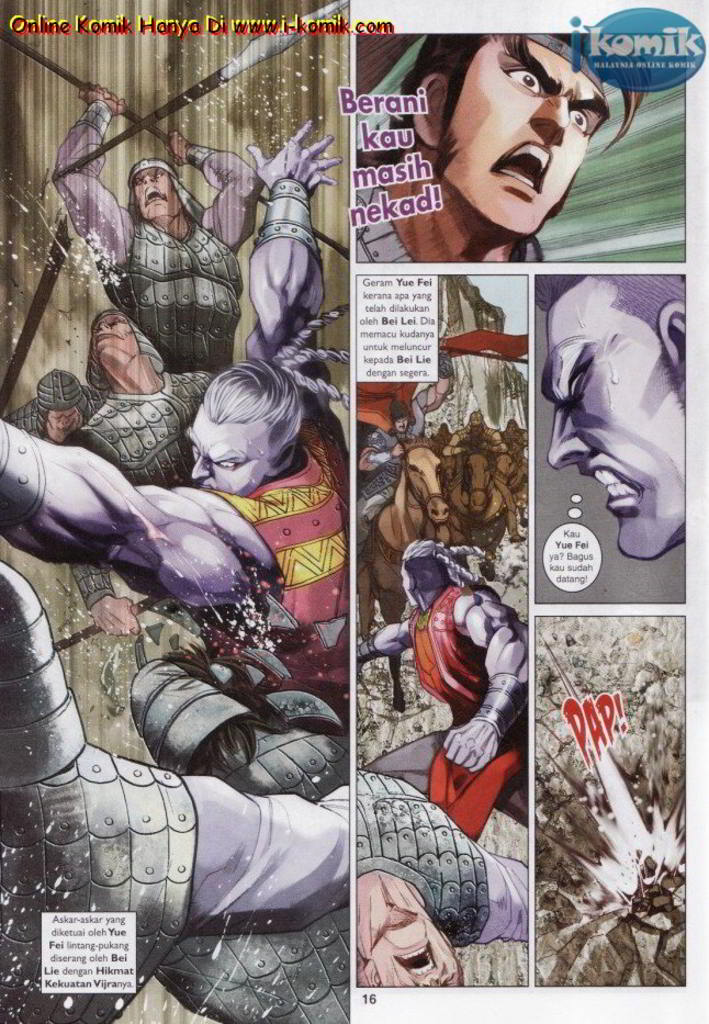 Online Komik Hanya Di www.i-komik.com
ikomik
MALAYSIA ONLINE KOMIK
Berani
kau
masih
nekad!
Geram Yue Fei
kerana apa yang
telah dilakukan
oleh Bei Lei. Dia
memacu kudanya
untuk meluncur
kepada Bei Lie
dengan segera.
Kau
Yue Fei
ya? Bagus
kau sudah
datang!
PAP!
Askar-askar yang
diketuai oleh Yue
Fei lintang-pukang
diserang oleh Bei
Lie dengan Hikmat
Kekuatan Vijranya.
16